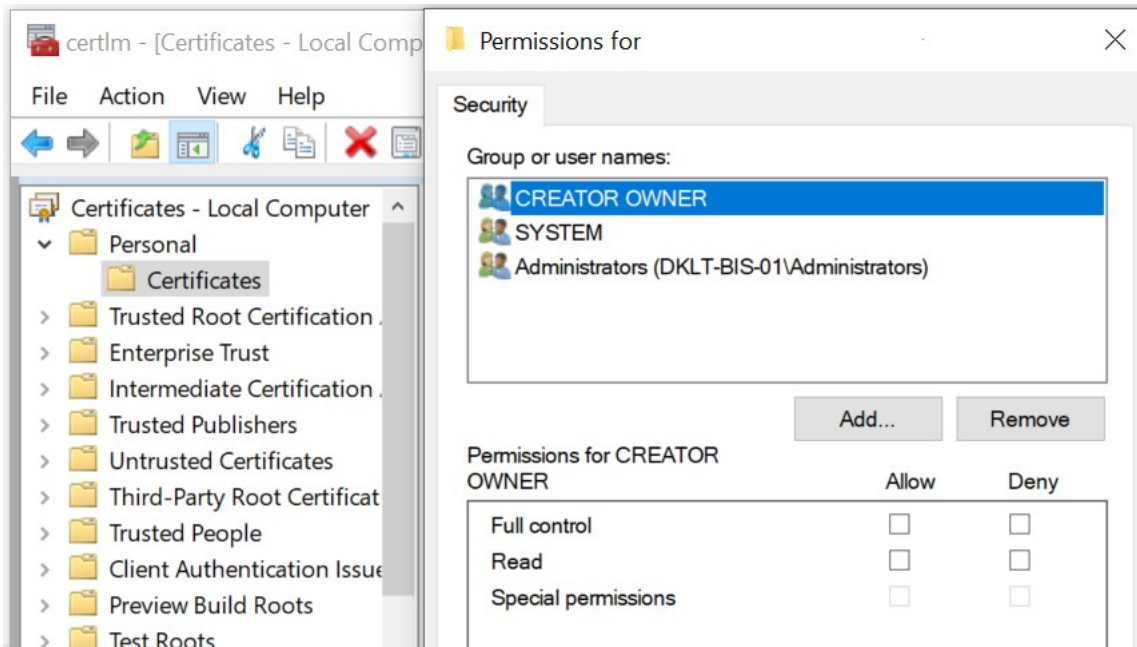 certlm - [Certificates - Local Comp
File Action View Help
Certificates - Local Computer
Personal
Certificates
Trusted Root Certification
Enterprise Trust
Intermediate Certification
Trusted Publishers
Untrusted Certificates
Third-Party Root Certificat
Trusted People
Client Authentication Issue
Preview Build Roots
Test Roots
Permissions for
Security
Group or user names:
CREATOR OWNER
SYSTEM
Administrators (DKLT-BIS-01\Administrators)
Add... Remove
Permissions for CREATOR
OWNER Allow Deny
Full control
Read
Special permissions